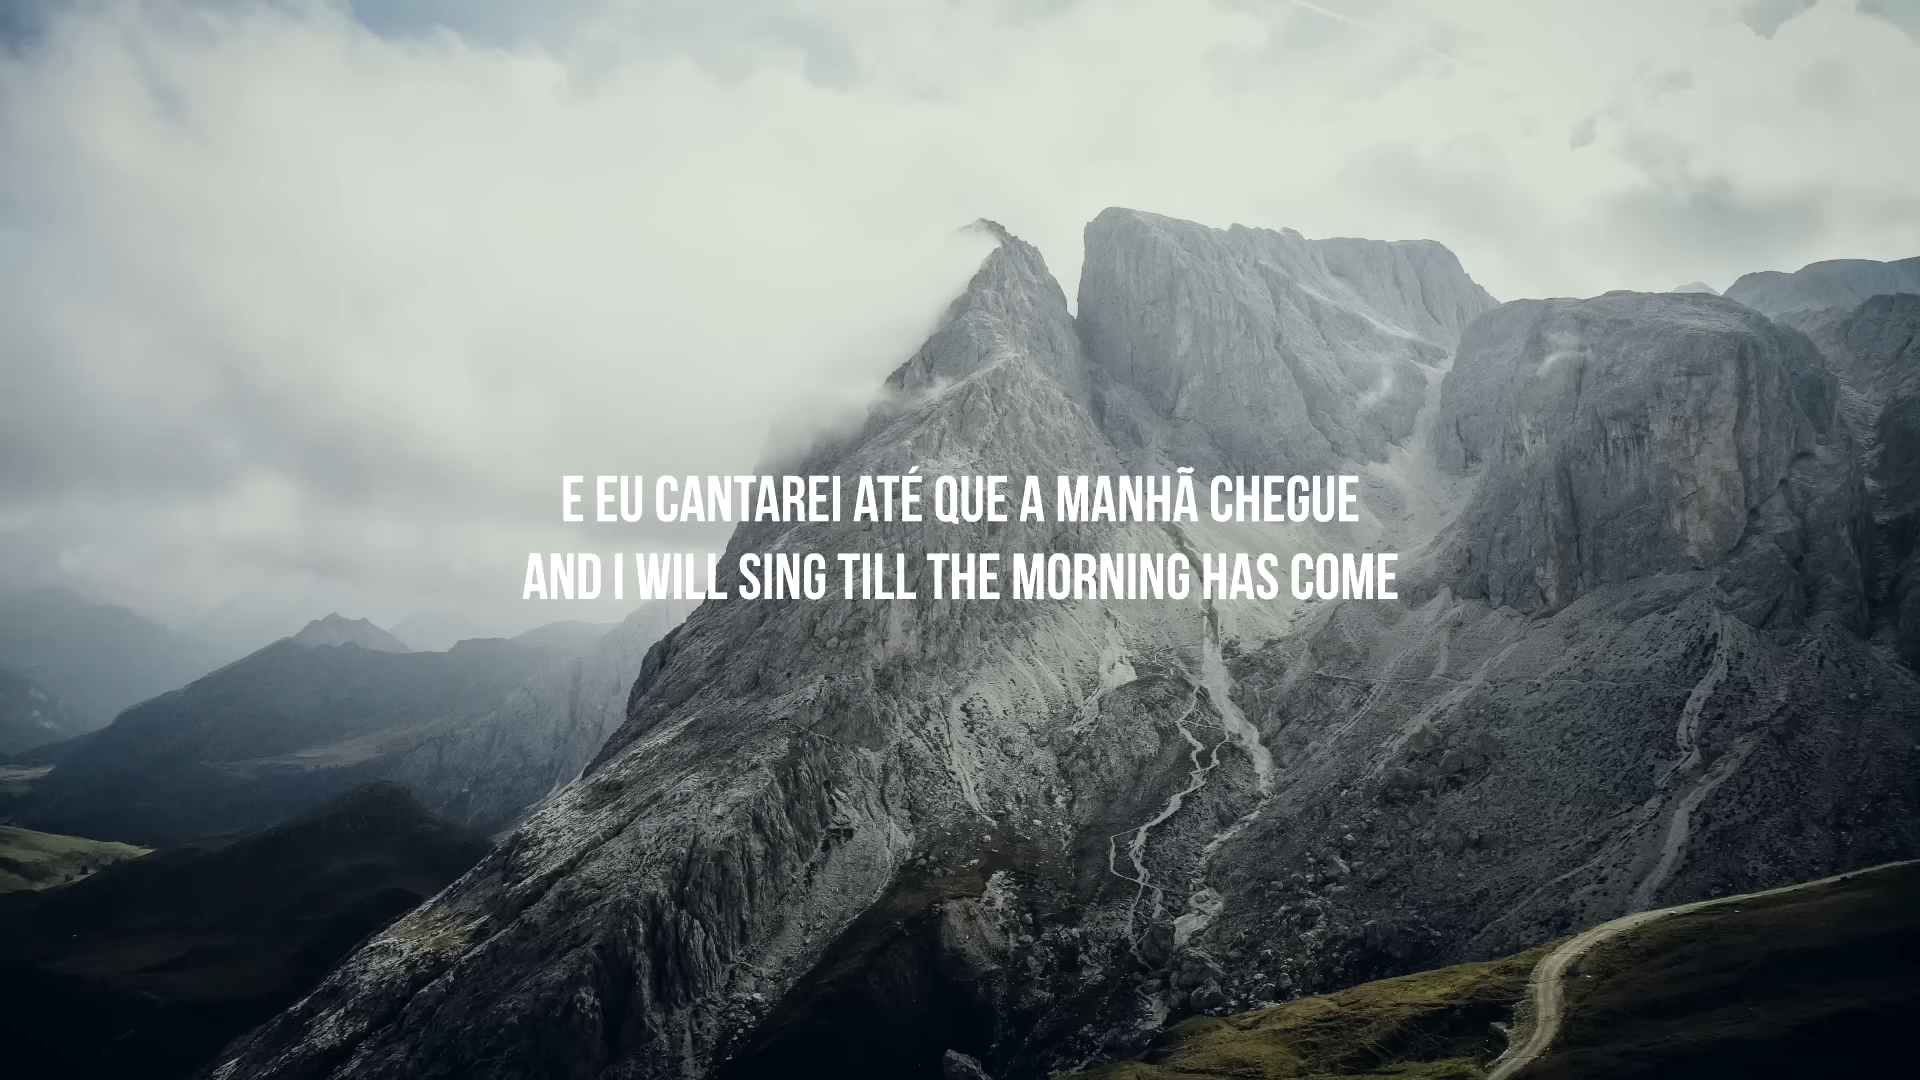 E EU CANTAREI ATÉ QUE A MANHÃ CHEGUE
AND I WILL SING TILL THE MORNING HAS COME